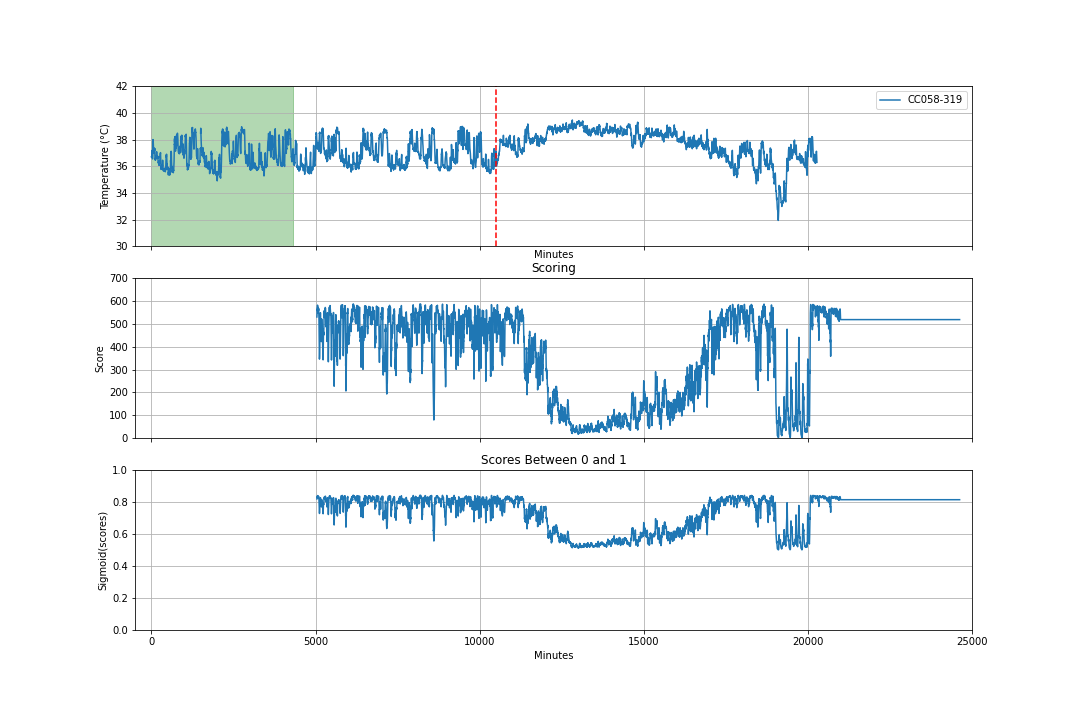 42
40
38
36
34
32
30
Temperature (°C)
CC058-319
Minutes
Scoring
700
600
500
400
300
200
100
0
Score
Scores Between 0 and 1
1.0
0.8
0.6
0.4
0.2
0.0
Sigmoid(scores)
0 5000 10000 15000 20000 25000
Minutes